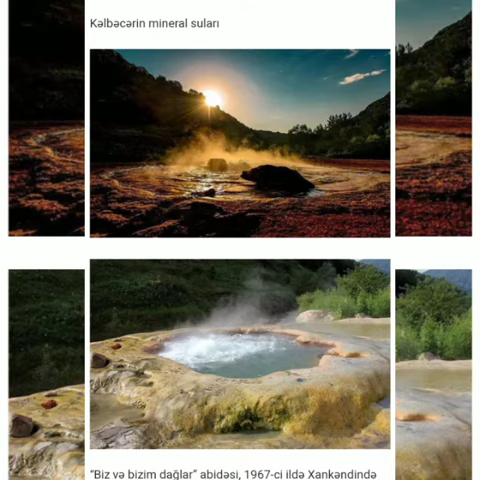 Kəlbəcərin mineral suları
“Biz və bizim dağlar” abidəsi, 1967-ci ildə Xankəndində